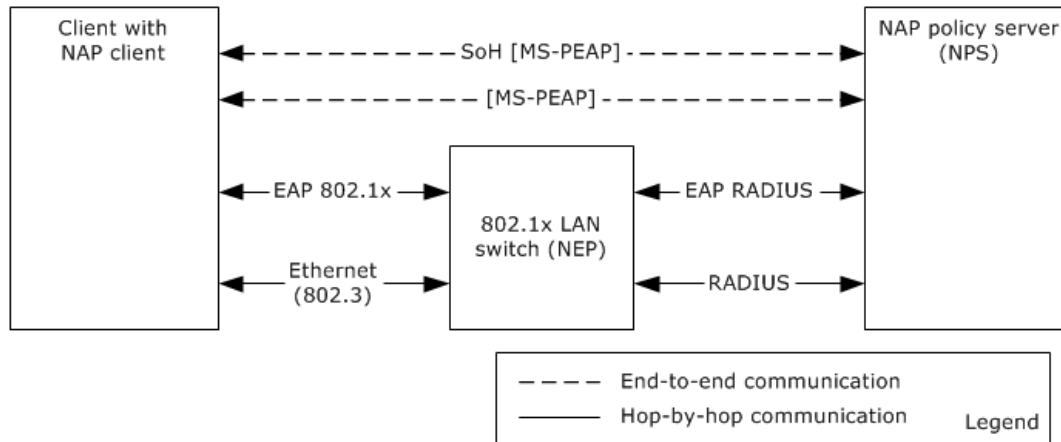 Client with
NAP client
SoH [MS-PEAP]
NAP policy server
(NPS)
[MS-PEAP]
EAP 802.1x
EAP RADIUS
802.1x LAN
switch (NEP)
Ethernet
(802.3)
RADIUS
End-to-end communication
Hop-by-hop communication
Legend